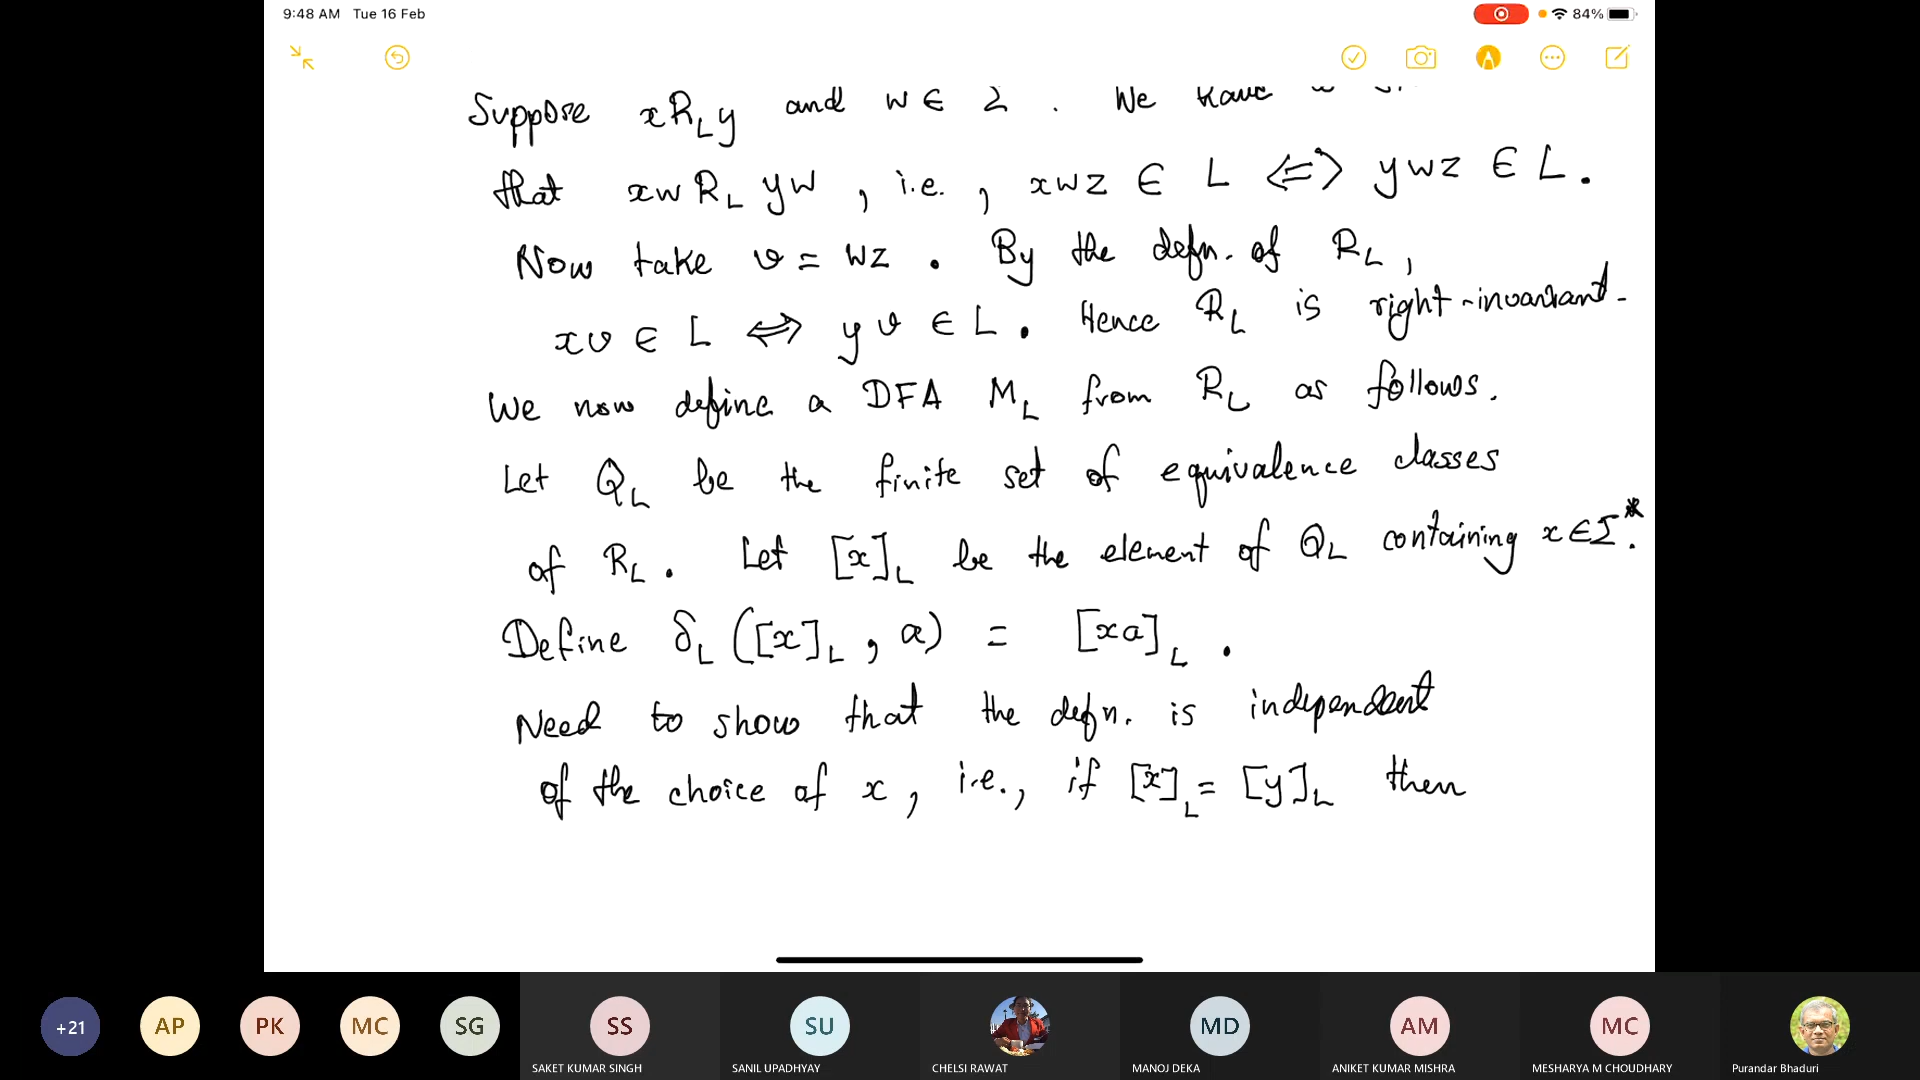 9:48 AM Tue 16 Feb
84%
Suppose xR_L y and w ∈ Σ . We have
that xw R_L yw , i.e. , xwz ∈ L ⇔ ywz ∈ L .
Now take v = wz . By the defn. of R_L ,
xv ∈ L ⇔ yv ∈ L . Hence R_L is right-invariant.
We now define a DFA M_L from R_L as follows.
Let Q_L be the finite set of equivalence classes
of R_L . Let [x]_L be the element of Q_L containing x ∈ Σ* .
Define δ_L ([x]_L , a) = [xa]_L .
Need to show that the defn. is independent
of the choice of x , i.e., if [x]_L = [y]_L then
+21 AP PK MC SG SS SU MD AM MC
SAKET KUMAR SINGH SANIL UPADHYAY CHELSI RAWAT MANOJ DEKA ANIKET KUMAR MISHRA MESHARYA M CHOUDHARY Purandar Bhaduri